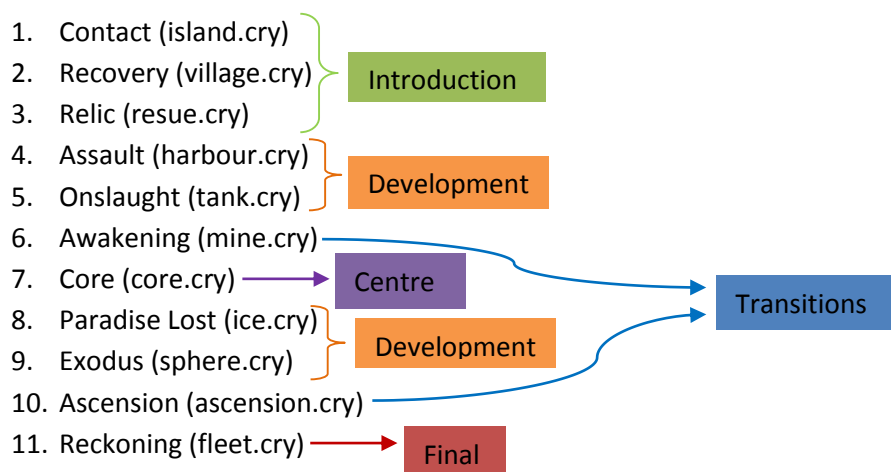 1. Contact (island.cry)
2. Recovery (village.cry)
Introduction
3. Relic (resue.cry)
4. Assault (harbour.cry)
Development
5. Onslaught (tank.cry)
6. Awakening (mine.cry)
7. Core (core.cry)
Centre
Transitions
8. Paradise Lost (ice.cry)
Development
9. Exodus (sphere.cry)
10. Ascension (ascension.cry)
11. Reckoning (fleet.cry)
Final